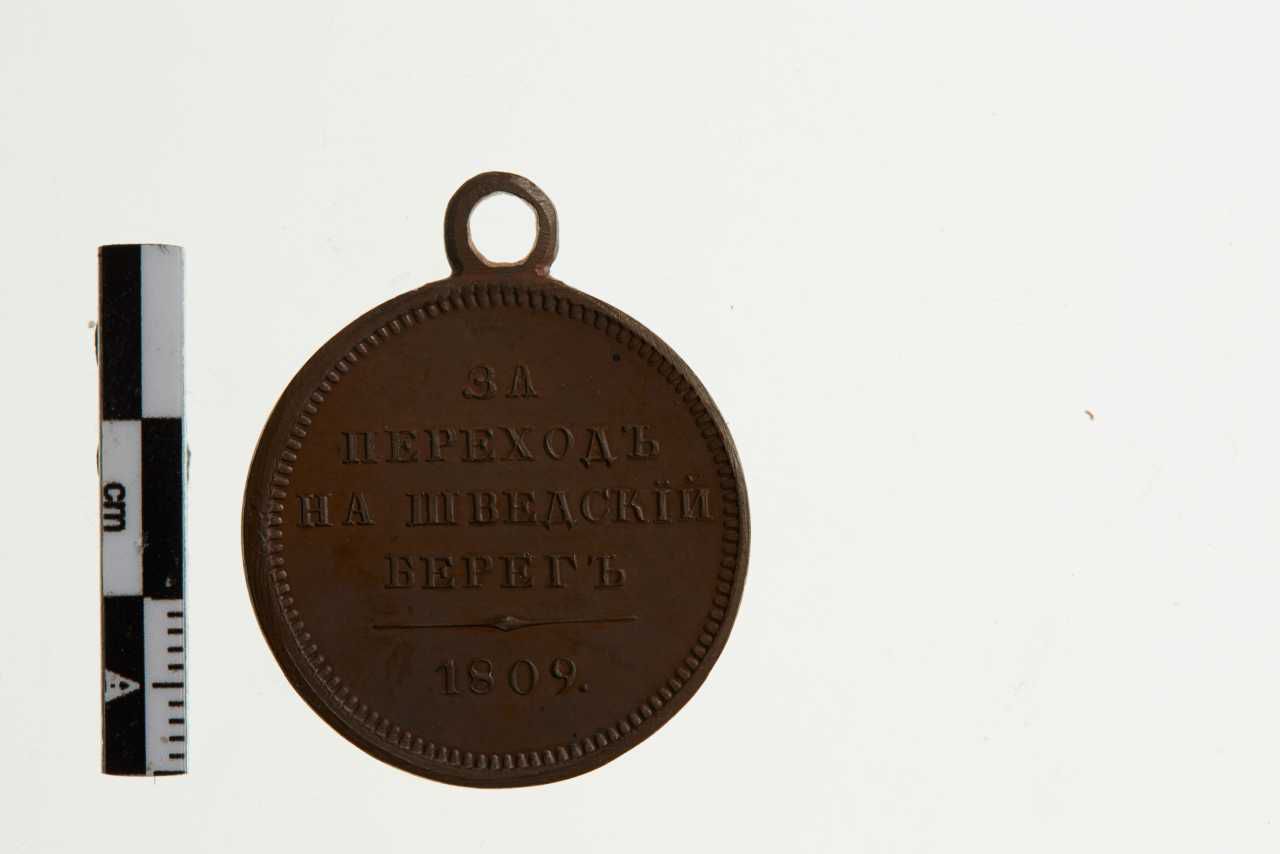 ЗА
ПЕРЕХОДЪ
НА ШВЕДСКІЙ
БЕРЕГЪ
1809.
cm
A